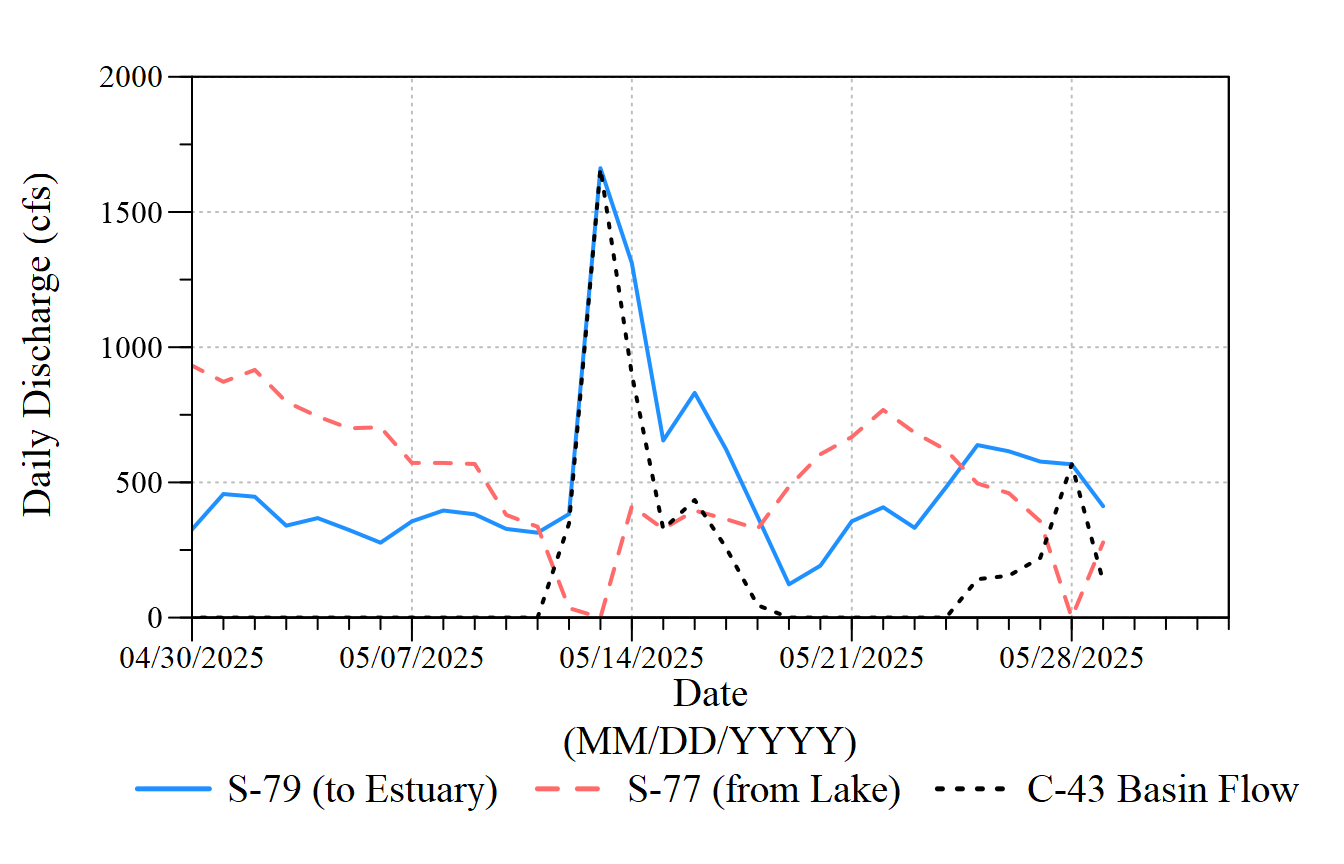 2000
1500
1000
500
0
Daily Discharge (cfs)
04/30/2025 05/07/2025 05/14/2025 05/21/2025 05/28/2025
Date
(MM/DD/YYYY)
S-79 (to Estuary) S-77 (from Lake) C-43 Basin Flow